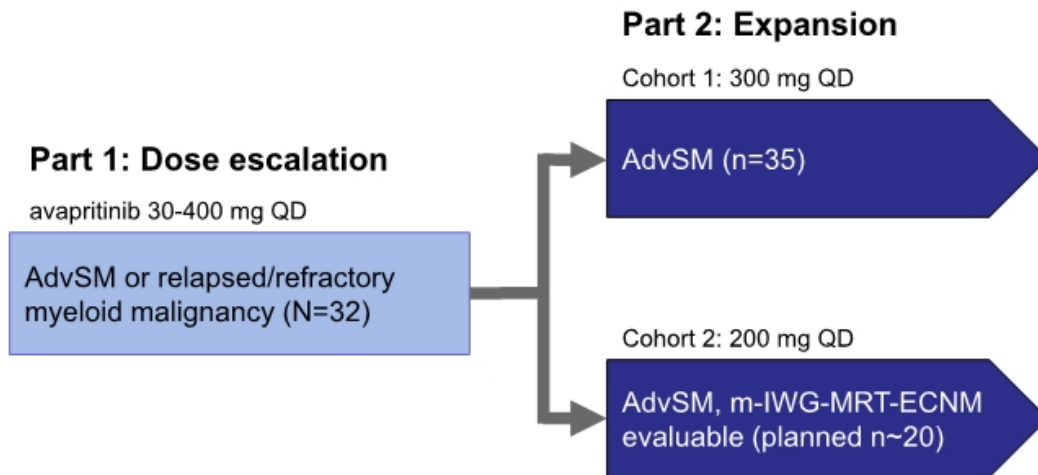 Part 1: Dose escalation
avapritinib 30-400 mg QD
AdvSM or relapsed/refractory
myeloid malignancy (N=32)
Part 2: Expansion
Cohort 1: 300 mg QD
AdvSM (n=35)
Cohort 2: 200 mg QD
AdvSM, m-IWG-MRT-ECNM
evaluable (planned n~20)